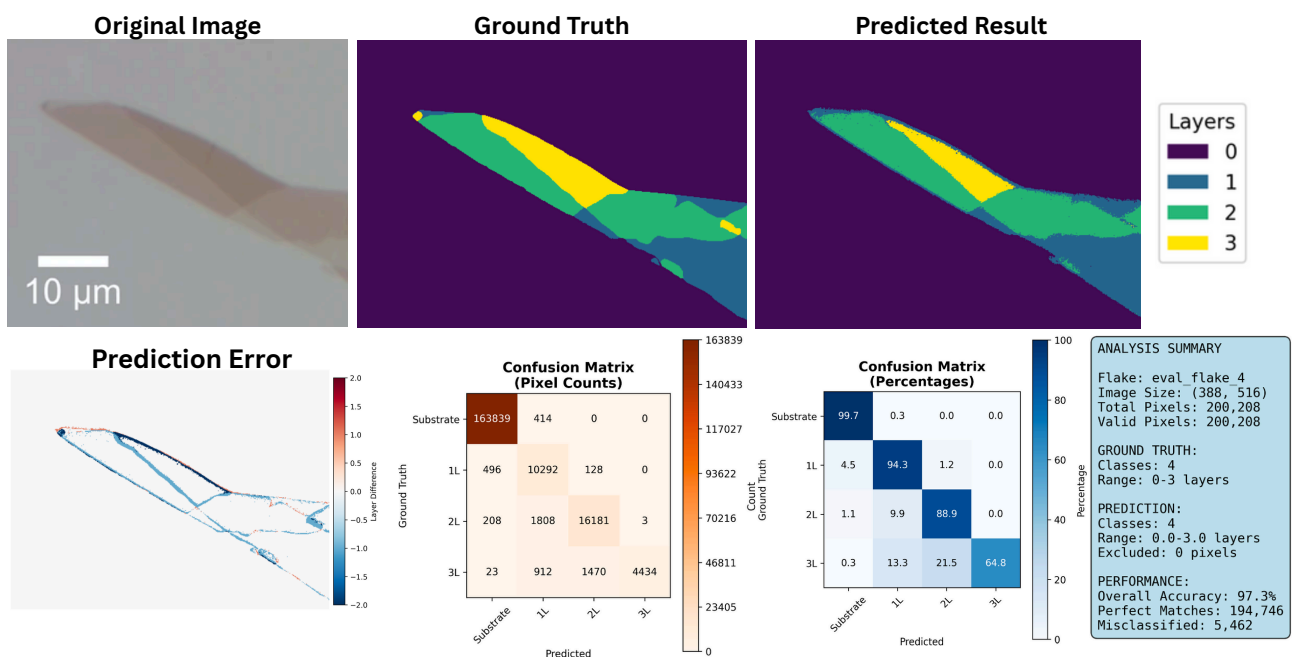 Original Image
Ground Truth
Predicted Result
10 µm
Layers
0
1
2
3
Prediction Error
2.0
1.5
1.0
0.5
0.0
−0.5
−1.0
−1.5
−2.0
Layer Difference
Confusion Matrix
(Pixel Counts)
Ground Truth
Substrate 163839 414 0 0
1L 496 10292 128 0
2L 208 1808 16181 3
3L 23 912 1470 4434
Substrate 1L 2L 3L
Predicted
163839
140433
117027
93622
70216
46811
23405
0
Count
Confusion Matrix
(Percentages)
Ground Truth
Substrate 99.7 0.3 0.0 0.0
1L 4.5 94.3 1.2 0.0
2L 1.1 9.9 88.9 0.0
3L 0.3 13.3 21.5 64.8
Substrate 1L 2L 3L
Predicted
100
80
60
40
20
0
Percentage
ANALYSIS SUMMARY
Flake: eval_flake_4
Image Size: (388, 516)
Total Pixels: 200,208
Valid Pixels: 200,208
GROUND TRUTH:
Classes: 4
Range: 0-3 layers
PREDICTION:
Classes: 4
Range: 0.0-3.0 layers
Excluded: 0 pixels
PERFORMANCE:
Overall Accuracy: 97.3%
Perfect Matches: 194,746
Misclassified: 5,462